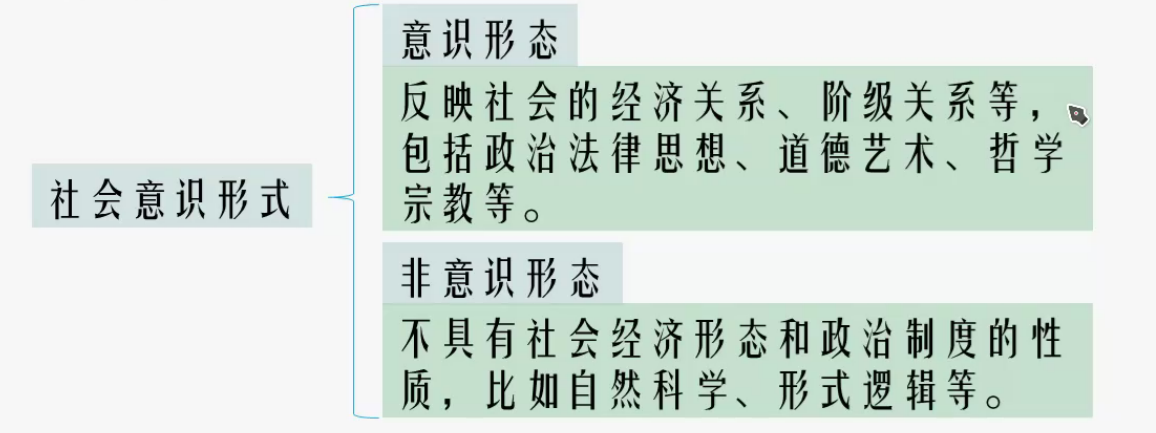 社会意识形式
意识形态
反映社会的经济关系、阶级关系等，
包括政治法律思想、道德艺术、哲学
宗教等。
非意识形态
不具有社会经济形态和政治制度的性
质，比如自然科学、形式逻辑等。